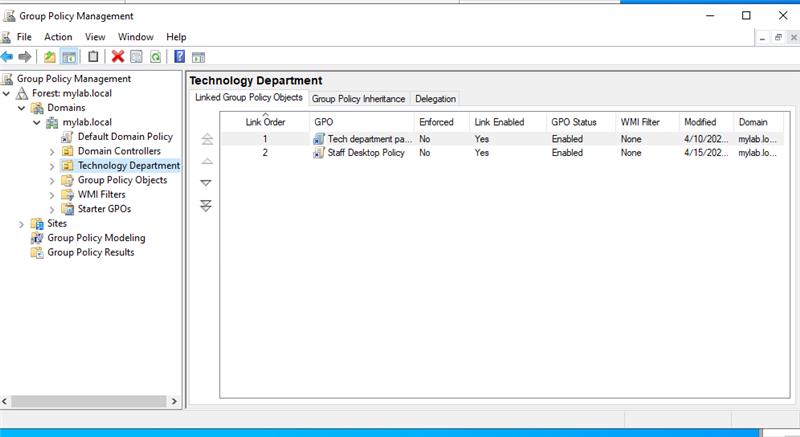 Group Policy Management
File Action View Window Help
Group Policy Management
Forest: mylab.local
Domains
mylab.local
Default Domain Policy
Domain Controllers
Technology Department
Group Policy Objects
WMI Filters
Starter GPOs
Sites
Group Policy Modeling
Group Policy Results
Technology Department
Linked Group Policy Objects Group Policy Inheritance Delegation
Link Order GPO Enforced Link Enabled GPO Status WMI Filter Modified Domain
1 Tech department pa... No Yes Enabled None 4/10/202... mylab.lo...
2 Staff Desktop Policy No Yes Enabled None 4/15/202... mylab.lo...